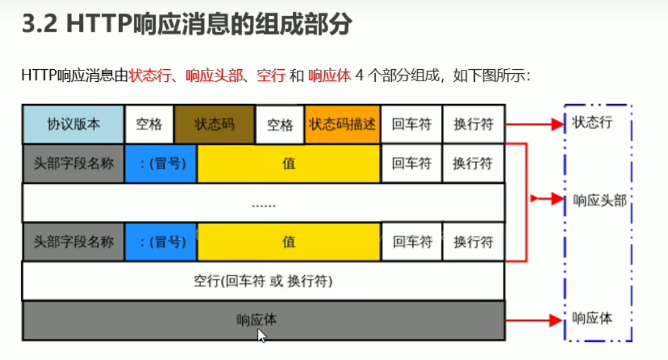 3.2 HTTP响应消息的组成部分
HTTP响应消息由状态行、响应头部、空行 和 响应体 4 个部分组成，如下图所示：
协议版本 空格 状态码 空格 状态码描述 回车符 换行符 状态行
头部字段名称 ：(冒号) 值 回车符 换行符
......
响应头部
头部字段名称 ：(冒号) 值 回车符 换行符
空行(回车符 或 换行符)
响应体 响应体